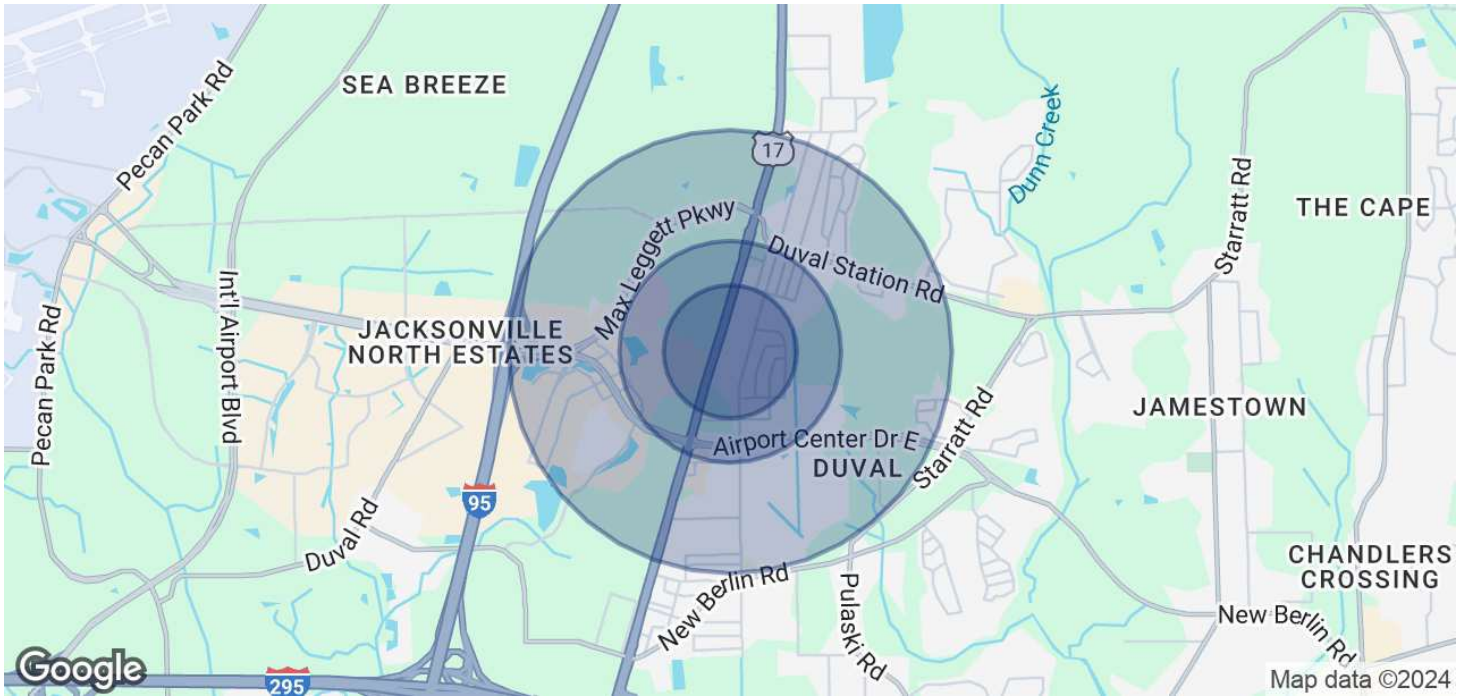 Pecan Park Rd
SEA BREEZE
17
Dunn Creek
Starratt Rd
THE CAPE
Max Leggett Pkwy
Duval Station Rd
Int'l Airport Blvd
Pecan Park Rd
JACKSONVILLE
NORTH ESTATES
JAMESTOWN
Airport Center Dr E
DUVAL
Starratt Rd
95
Duval Rd
New Berlin Rd
Pulaski Rd
CHANDLERS
CROSSING
New Berlin Rd
Google
295
Map data ©2024